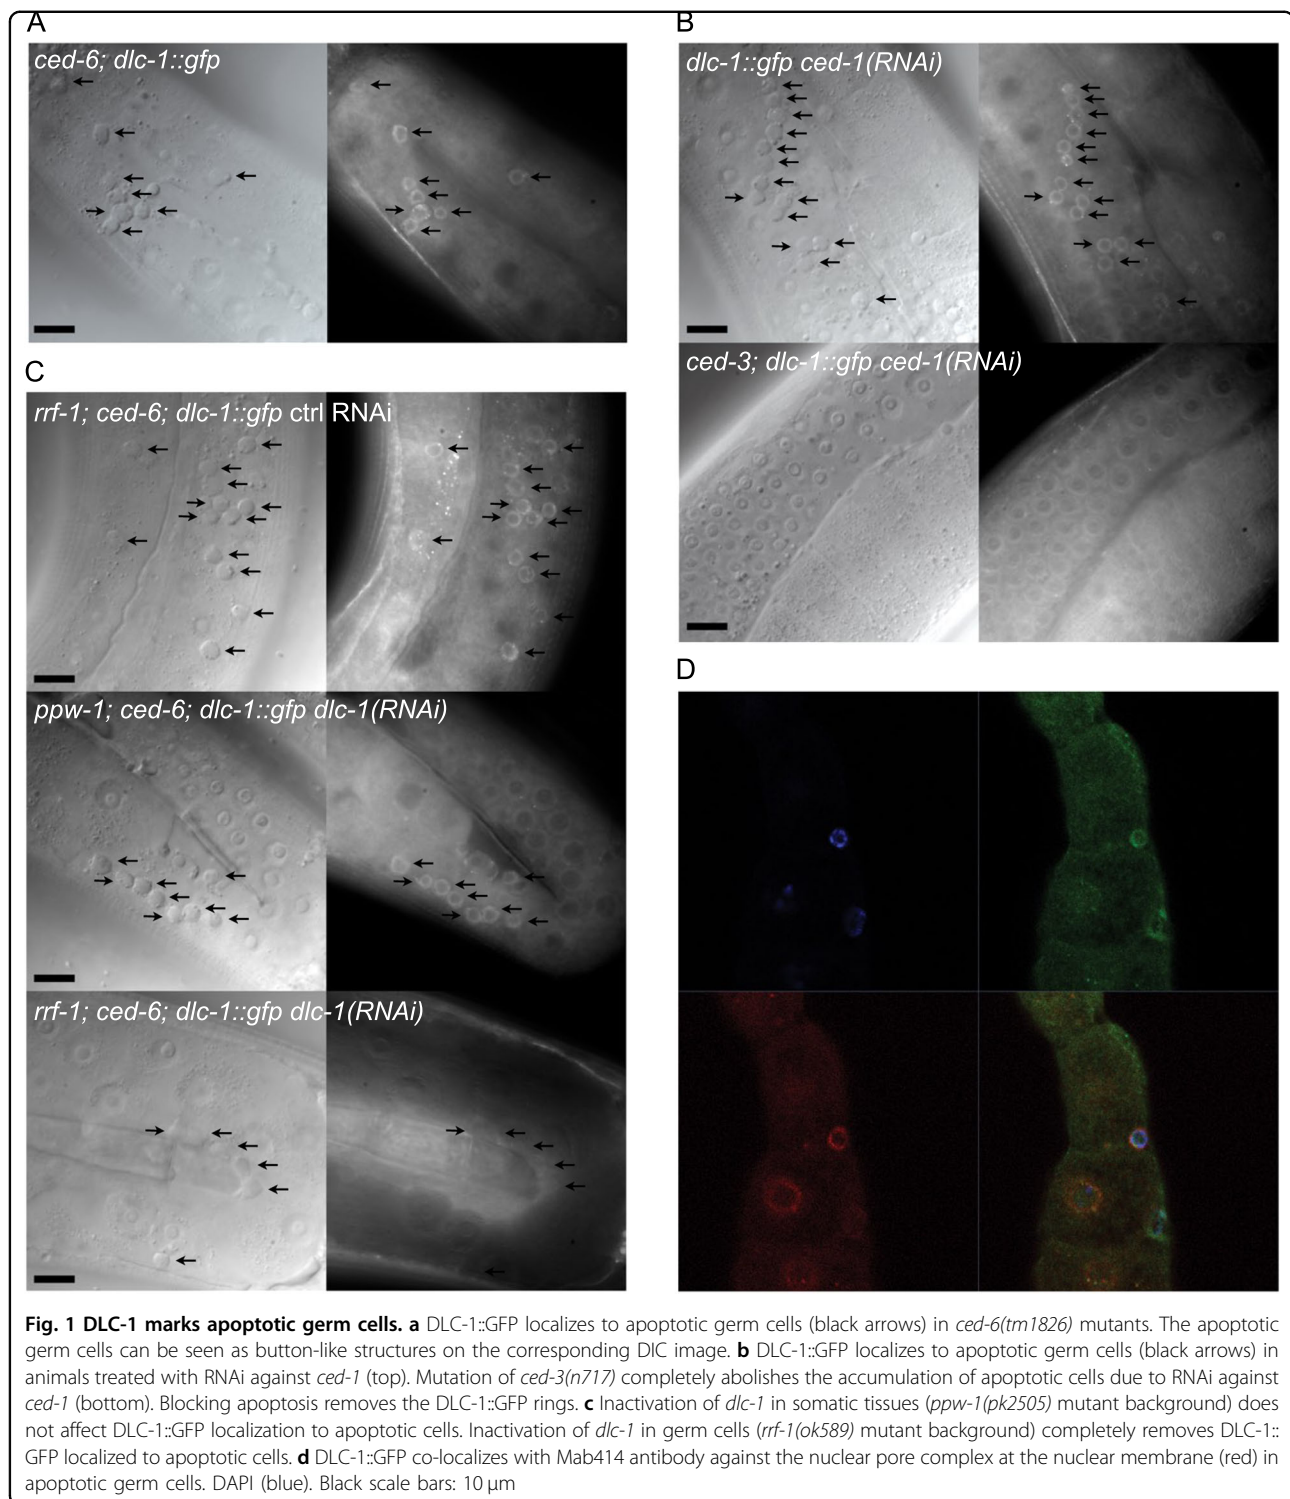 A
ced-6; dlc-1::gfp
B
dlc-1::gfp ced-1(RNAi)
ced-3; dlc-1::gfp ced-1(RNAi)
C
rrf-1; ced-6; dlc-1::gfp ctrl RNAi
ppw-1; ced-6; dlc-1::gfp dlc-1(RNAi)
rrf-1; ced-6; dlc-1::gfp dlc-1(RNAi)
D
Fig. 1 DLC-1 marks apoptotic germ cells. a DLC-1::GFP localizes to apoptotic germ cells (black arrows) in ced-6(tm1826) mutants. The apoptotic
germ cells can be seen as button-like structures on the corresponding DIC image. b DLC-1::GFP localizes to apoptotic germ cells (black arrows) in
animals treated with RNAi against ced-1 (top). Mutation of ced-3(n717) completely abolishes the accumulation of apoptotic cells due to RNAi against
ced-1 (bottom). Blocking apoptosis removes the DLC-1::GFP rings. c Inactivation of dlc-1 in somatic tissues (ppw-1(pk2505) mutant background) does
not affect DLC-1::GFP localization to apoptotic cells. Inactivation of dlc-1 in germ cells (rrf-1(ok589) mutant background) completely removes DLC-1::
GFP localized to apoptotic cells. d DLC-1::GFP co-localizes with Mab414 antibody against the nuclear pore complex at the nuclear membrane (red) in
apoptotic germ cells. DAPI (blue). Black scale bars: 10 µm